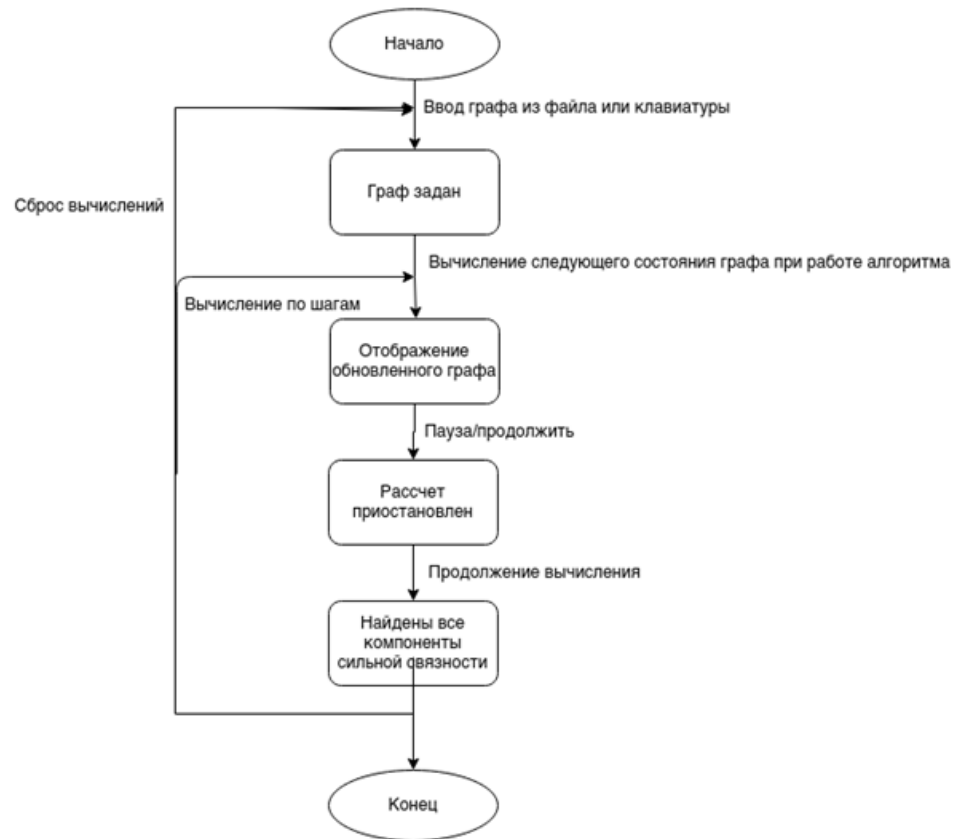 Начало
Ввод графа из файла или клавиатуры
Граф задан
Сброс вычислений
Вычисление следующего состояния графа при работе алгоритма
Вычисление по шагам
Отображение
обновленного графа
Пауза/продолжить
Рассчет
приостановлен
Продолжение вычисления
Найдены все
компоненты
сильной связности
Конец